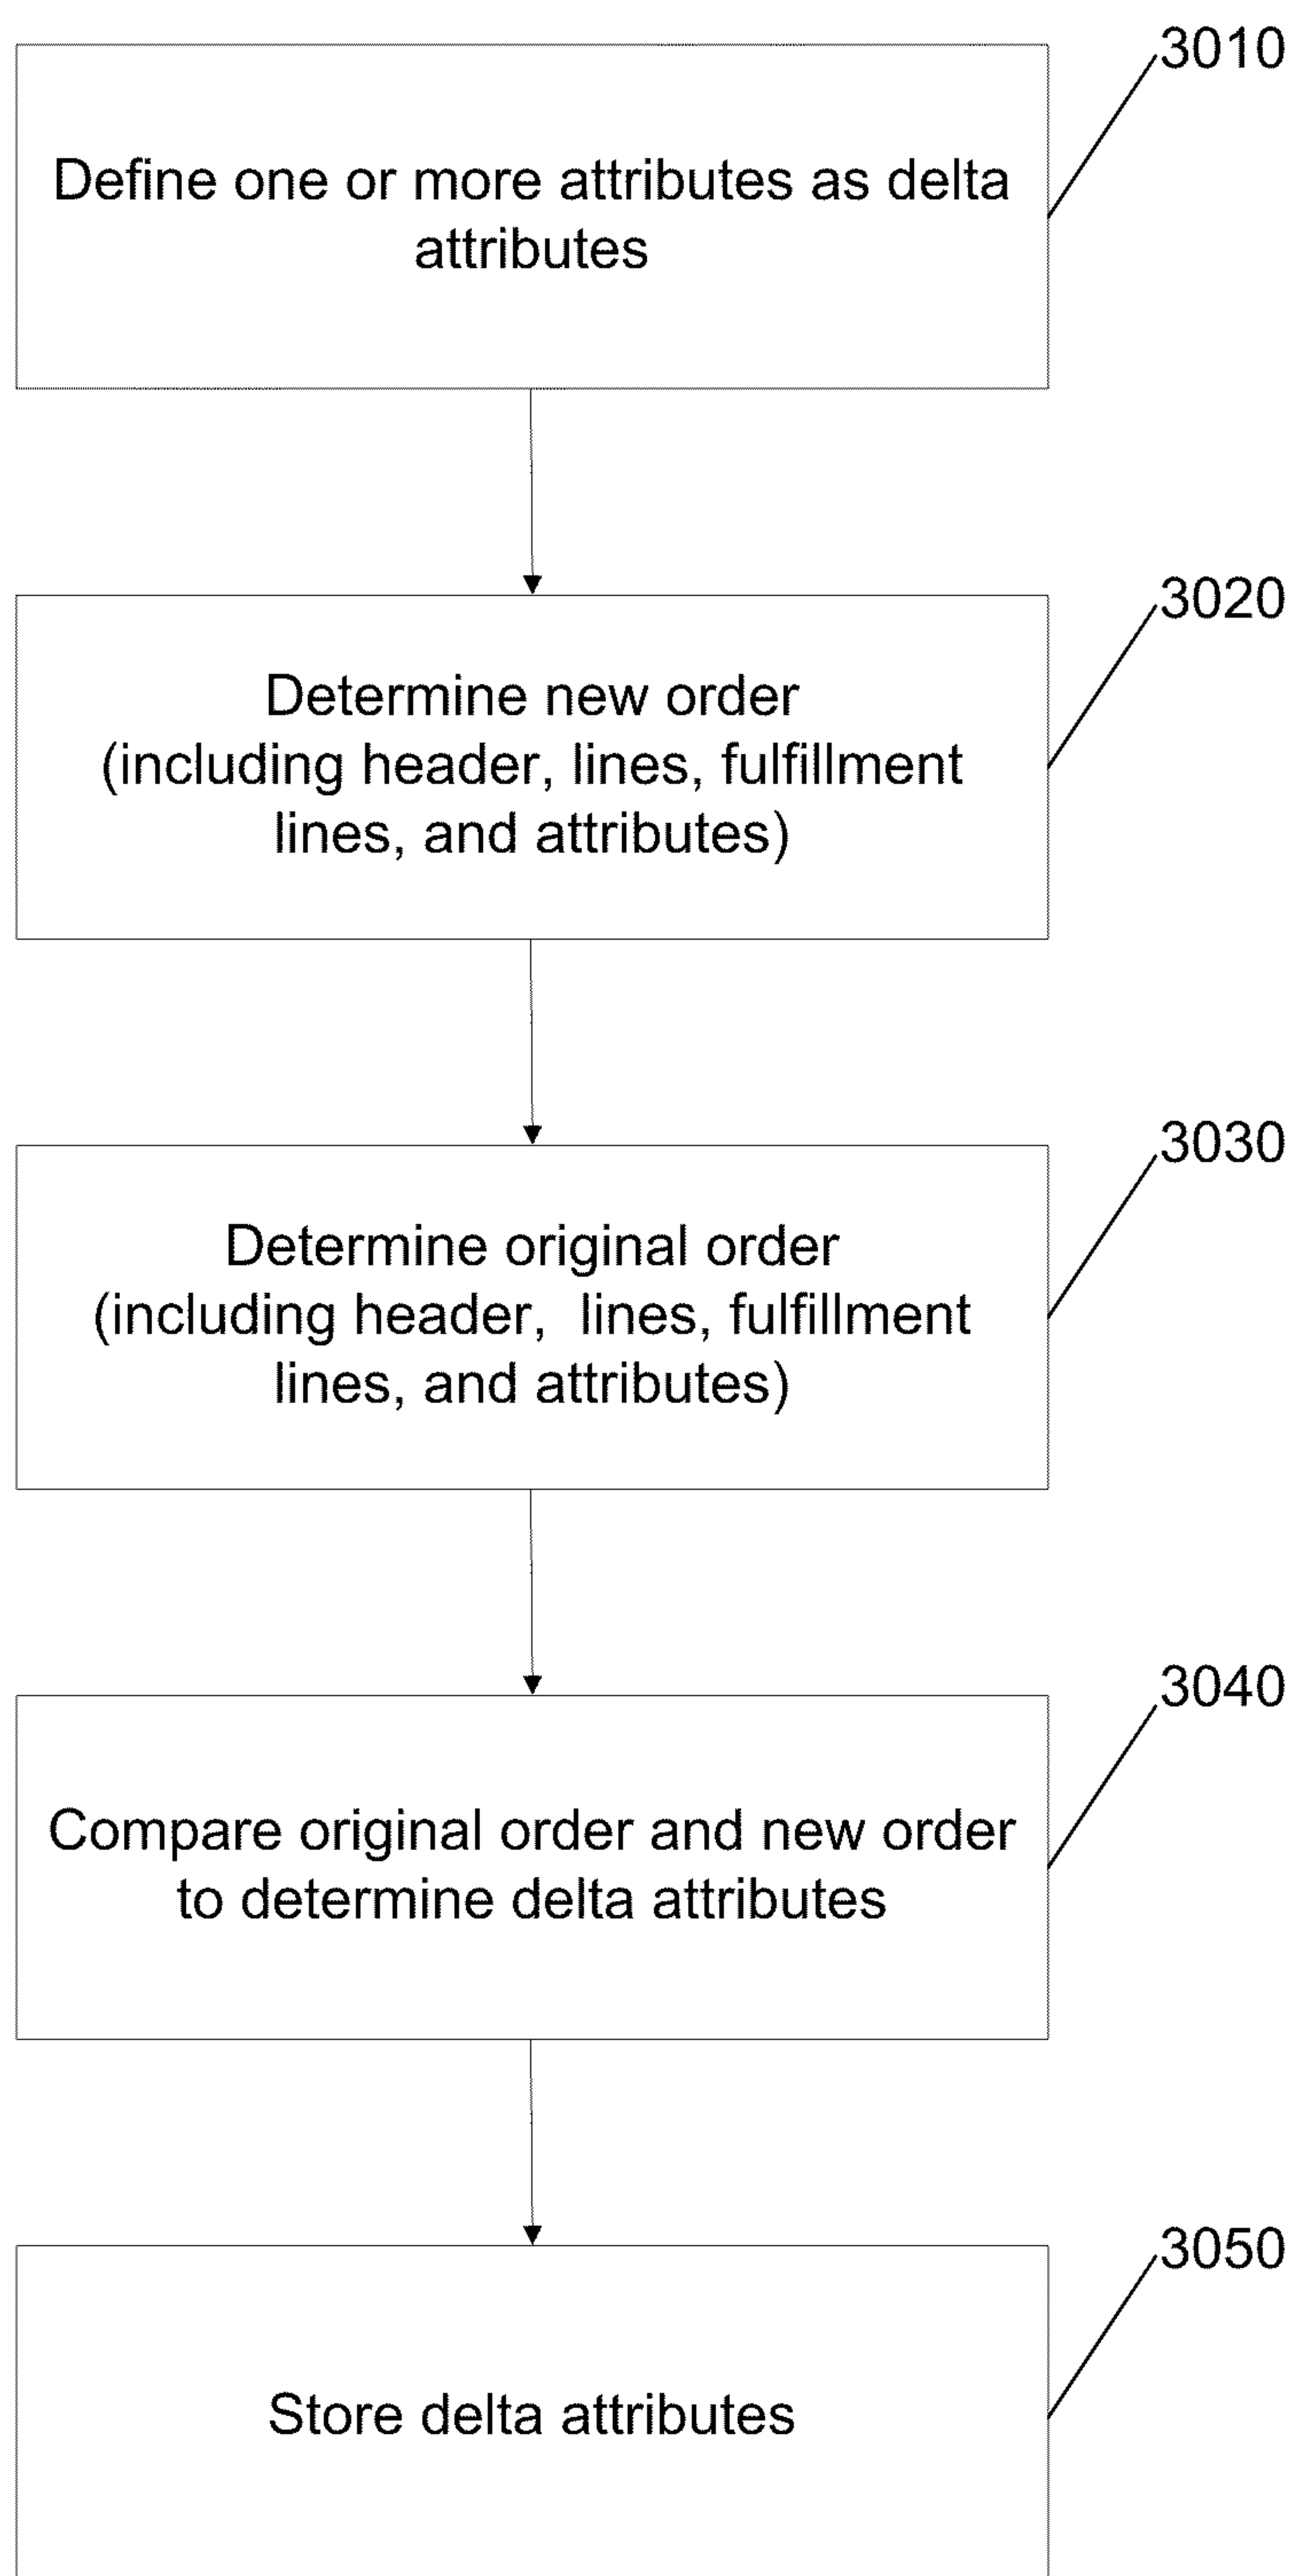 3010
Define one or more attributes as delta
attributes
3020
Determine new order
(including header, lines, fulfillment
lines, and attributes)
3030
Determine original order
(including header,  lines, fulfillment
lines, and attributes)
3040
Compare original order and new order
to determine delta attributes
3050
Store delta attributes